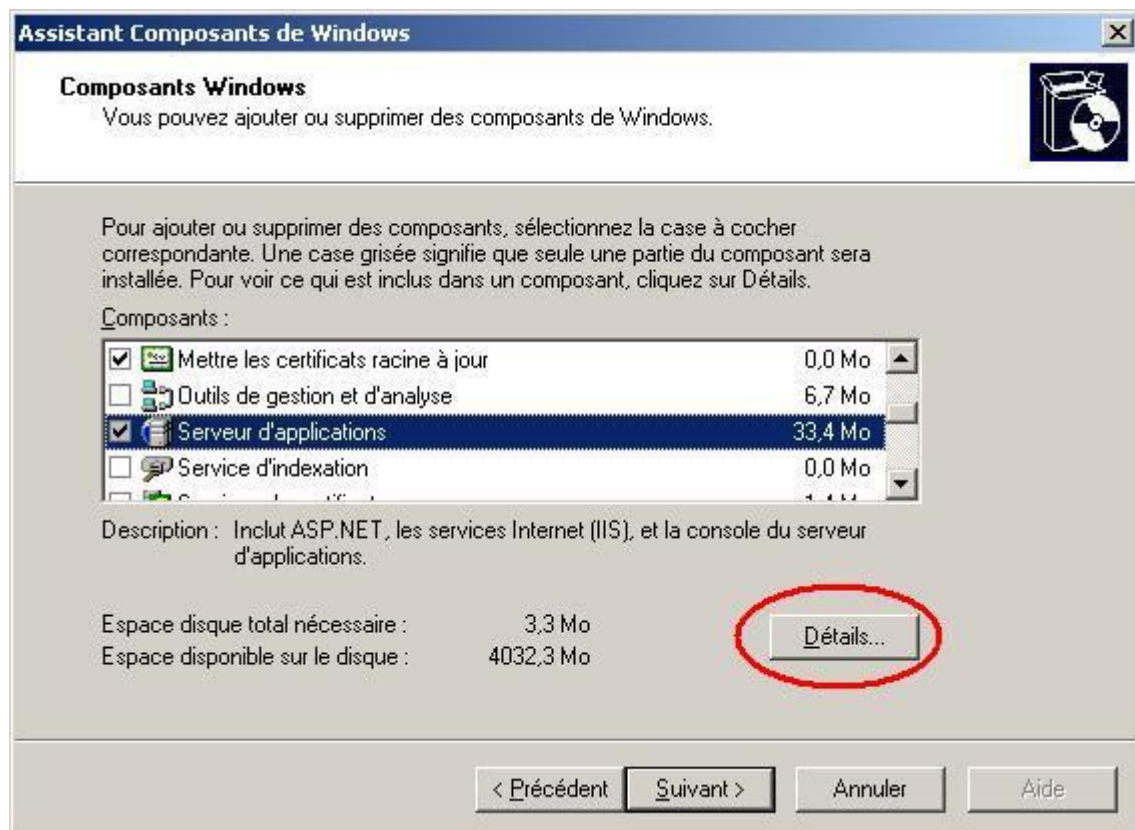 Assistant Composants de Windows
Composants Windows
Vous pouvez ajouter ou supprimer des composants de Windows.
Pour ajouter ou supprimer des composants, sélectionnez la case à cocher
correspondante. Une case grisée signifie que seule une partie du composant sera
installée. Pour voir ce qui est inclus dans un composant, cliquez sur Détails.
Composants :
Mettre les certificats racine à jour 0,0 Mo
Outils de gestion et d'analyse 6,7 Mo
Serveur d'applications 33,4 Mo
Service d'indexation 0,0 Mo
Description : Inclut ASP.NET, les services Internet (IIS), et la console du serveur
d'applications.
Espace disque total nécessaire : 3,3 Mo
Espace disponible sur le disque : 4032,3 Mo
Détails...
< Précédent Suivant > Annuler Aide